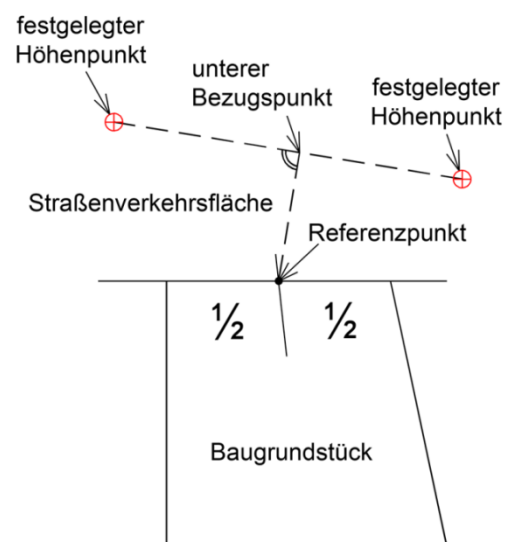 festgelegter
Höhenpunkt
unterer
Bezugspunkt
festgelegter
Höhenpunkt
Straßenverkehrsfläche
Referenzpunkt
½ ½
Baugrundstück